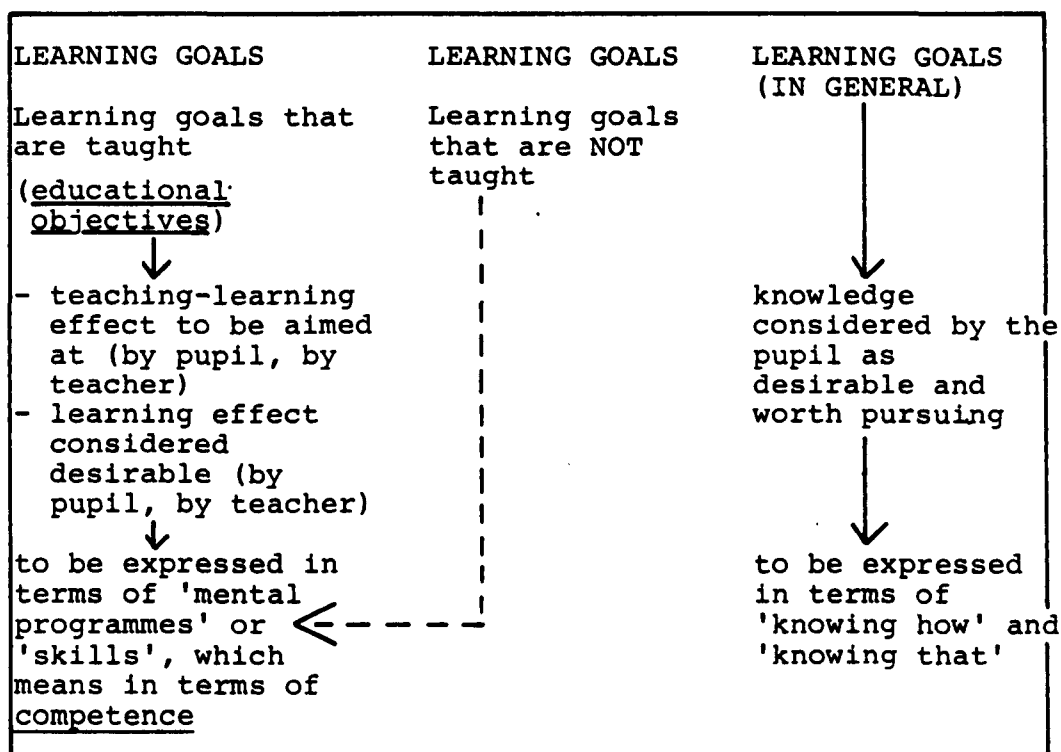 LEARNING GOALS
Learning goals that
are taught
(educational
objectives)
- teaching-learning
effect to be aimed
at (by pupil, by
teacher)
- learning effect
considered
desirable (by
pupil, by teacher)
to be expressed in
terms of 'mental
programmes' or
'skills', which
means in terms of
competence
LEARNING GOALS
Learning goals
that are NOT
taught
LEARNING GOALS
(IN GENERAL)
knowledge
considered by the
pupil as
desirable and
worth pursuing
to be expressed
in terms of
'knowing how' and
'knowing that'